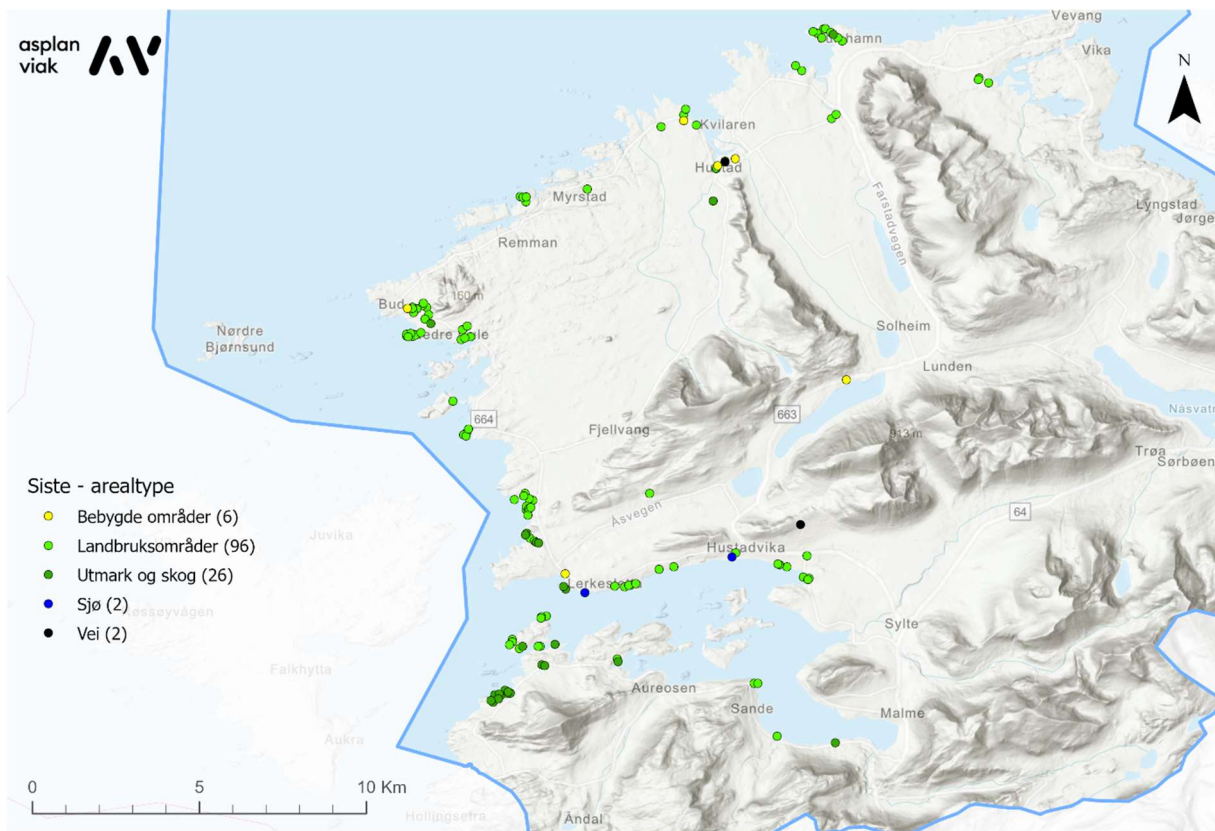 asplan
viak
Vevang
Vika
N
Kvilaren
Hustad
Farstadvegen
Lyngstad
Myrstad
Remman
Bud
160 m
Nørdre
Bjørnsund
Solheim
Lunden
664
663
Fjellvang
913 m
Trøa
Sørbøen
Siste - arealtype
Bebygde områder (6)
Landbruksområder (96)
Utmark og skog (26)
Sjø (2)
Vei (2)
Åsvegen
64
Juvika
Hustadvika
Sylte
Falkhytta
Aureosen
Sande
Malme
Aukra
0
5
10 Km
Hollingsetra
Åndal